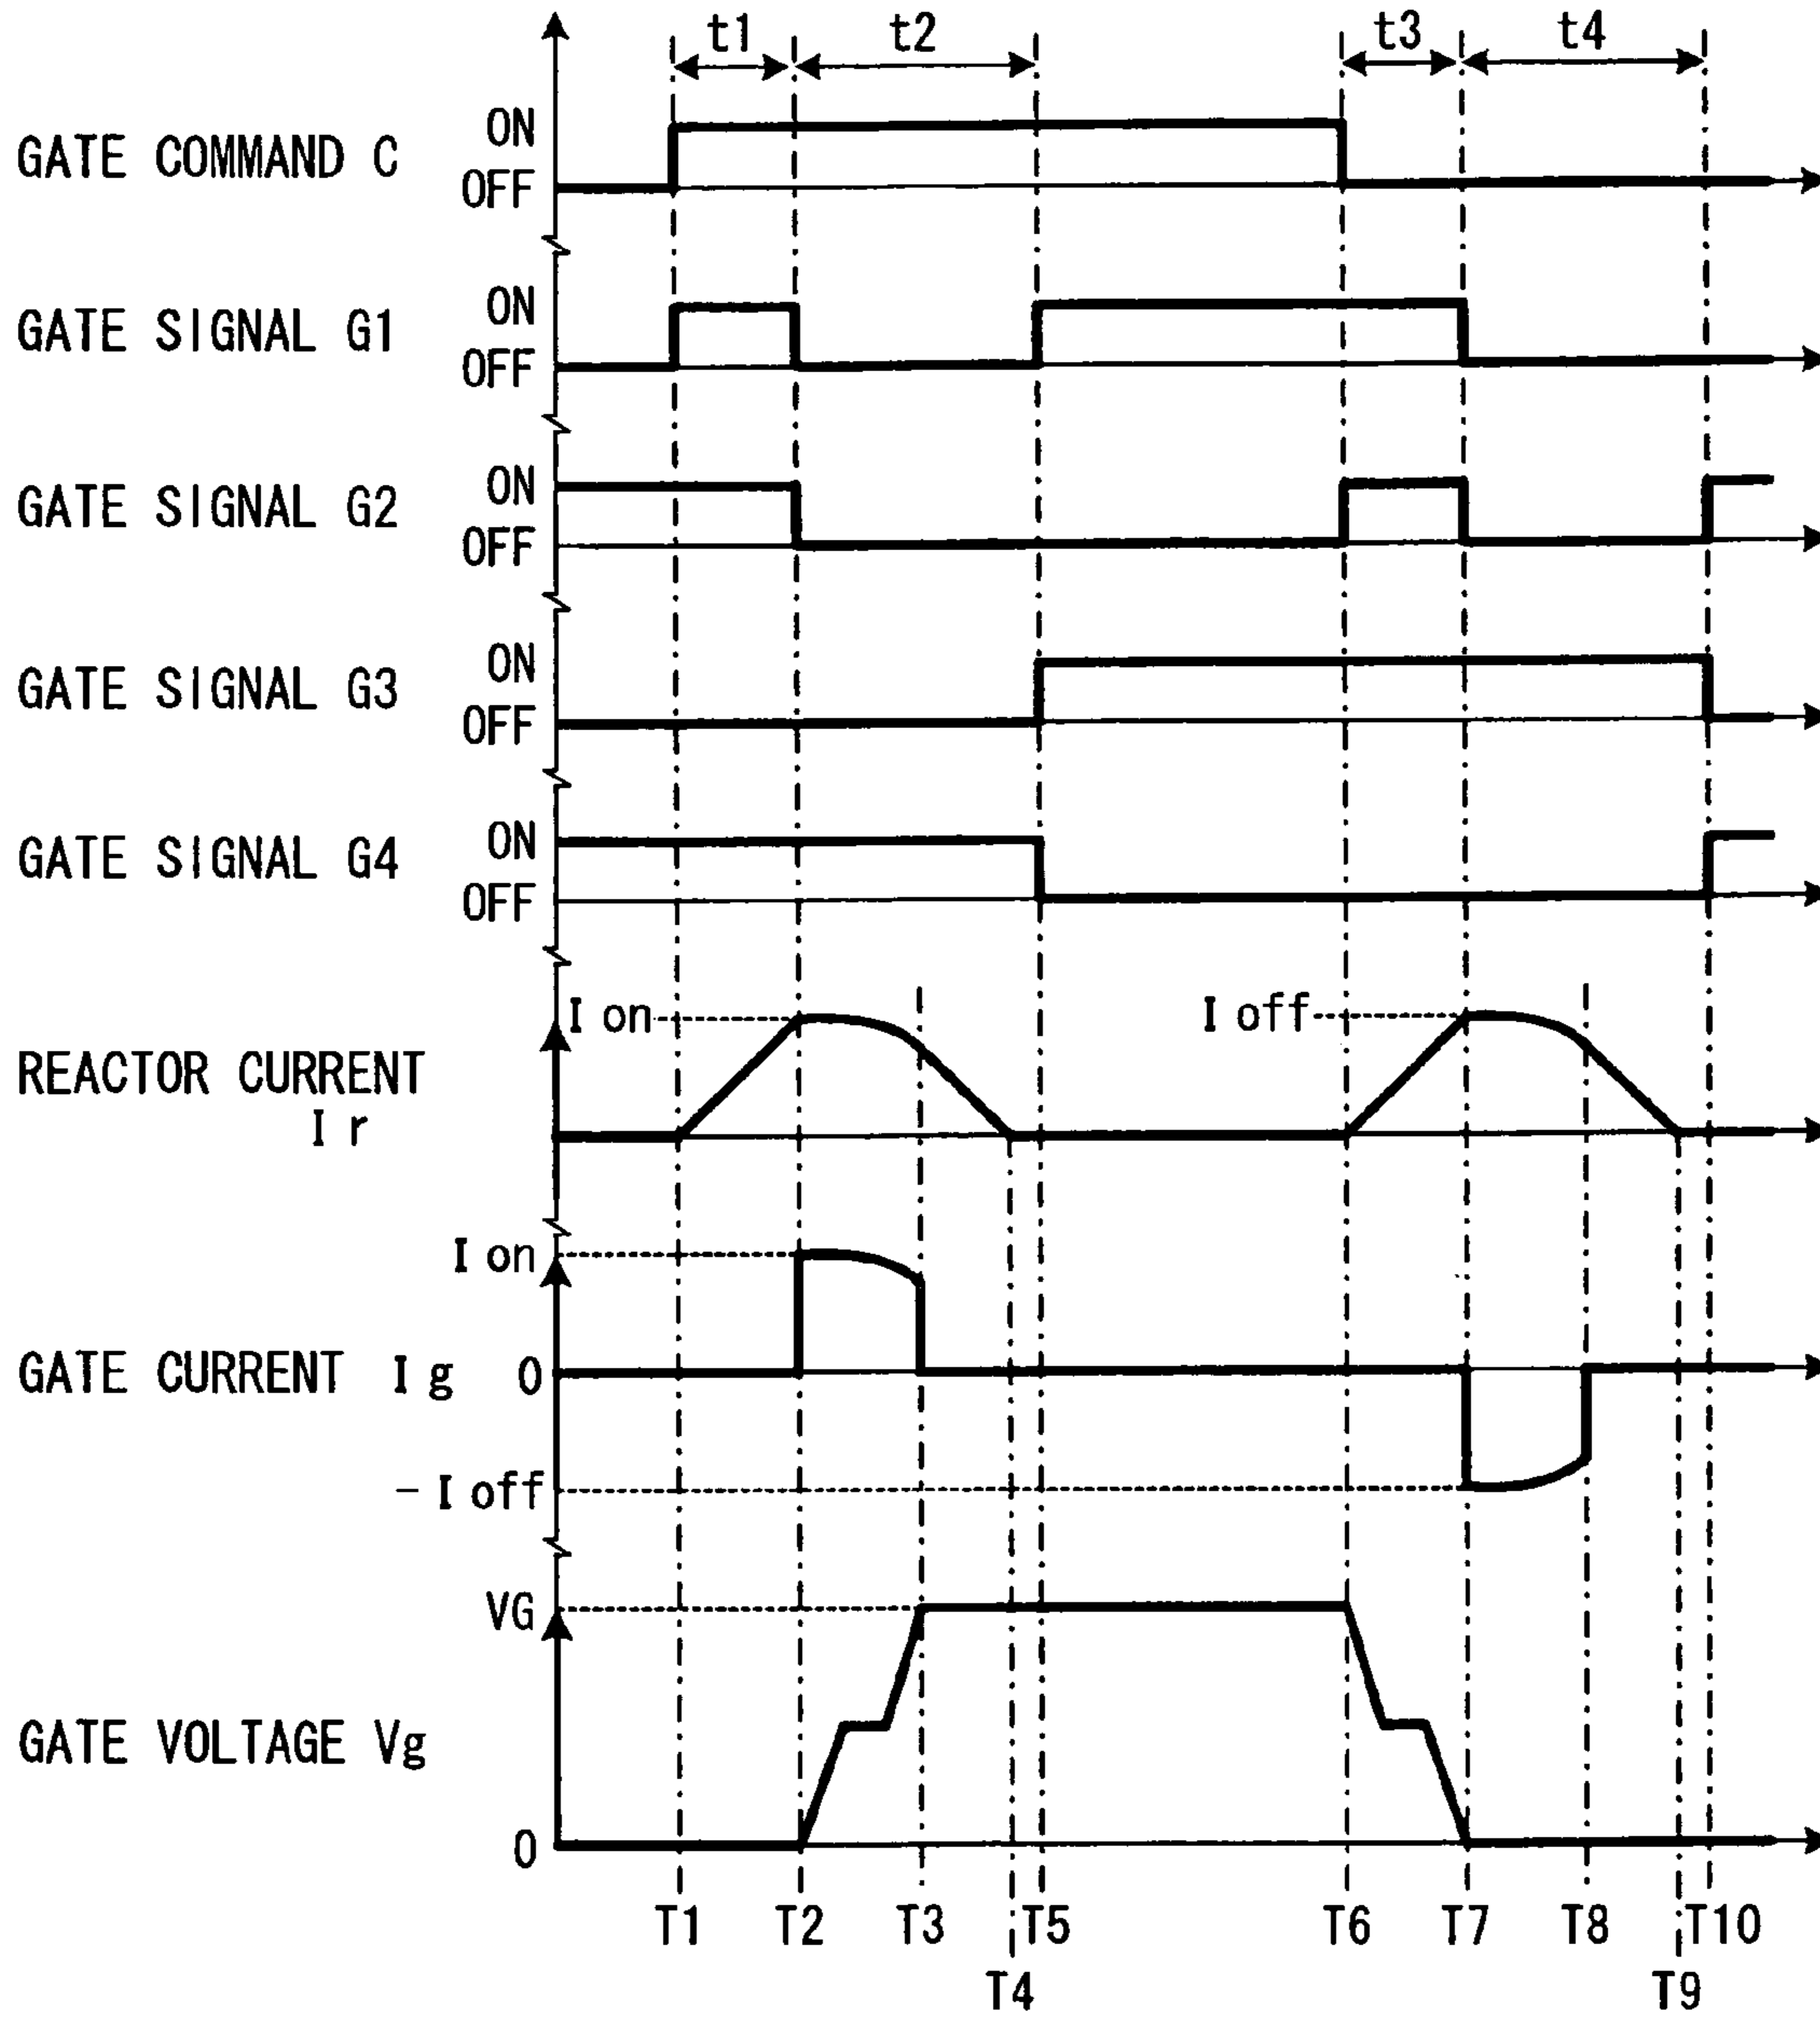 t1 t2 t3 t4
GATE COMMAND C ON
OFF
GATE SIGNAL G1 ON
OFF
GATE SIGNAL G2 ON
OFF
GATE SIGNAL G3 ON
OFF
GATE SIGNAL G4 ON
OFF
I on I off
REACTOR CURRENT
I r
I on
GATE CURRENT I g 0
- I off
VG
GATE VOLTAGE Vg
0
T1 T2 T3 T5 T6 T7 T8 T10
T4 T9